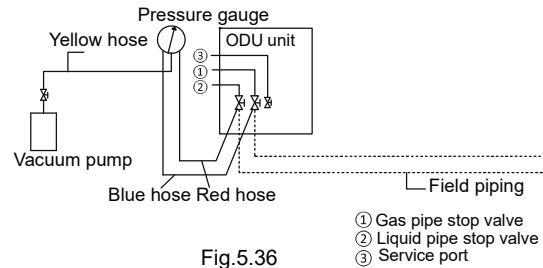 Pressure gauge
Yellow hose
ODU unit
③
①
②
Vacuum pump
Blue hose Red hose
Field piping
① Gas pipe stop valve
② Liquid pipe stop valve
③ Service port
Fig.5.36